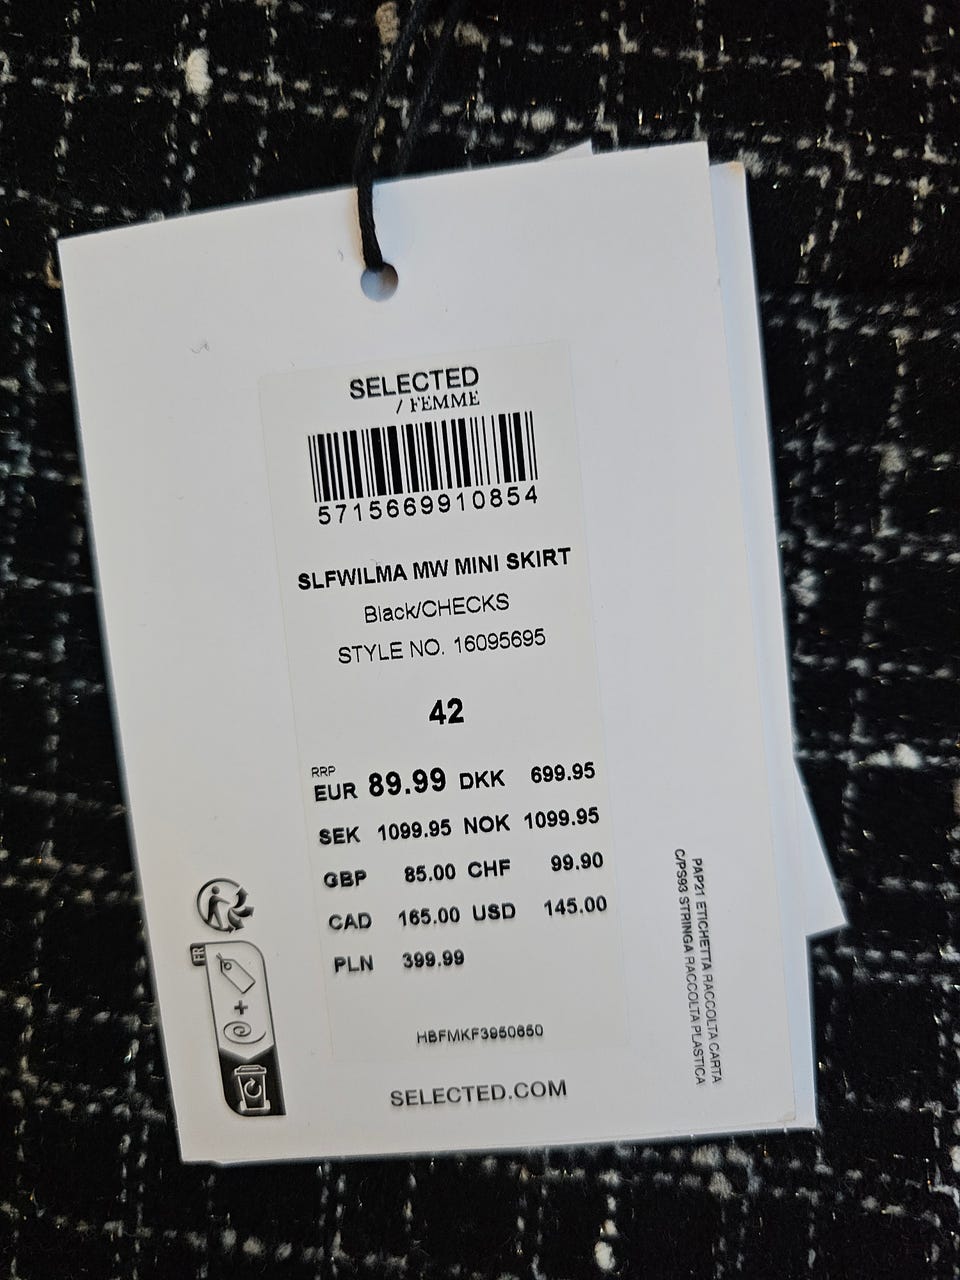 SELECTED
/ FEMME
5715669910854
SLFWILMA MW MINI SKIRT
Black/CHECKS
STYLE NO. 16095695
42
RRP
EUR 89.99 DKK 699.95
SEK 1099.95 NOK 1099.95
GBP 85.00 CHF 99.90
CAD 165.00 USD 145.00
PLN 399.99
HBFMKF3950650
SELECTED.COM
FR
PAP21 ETICHETTA RACCOLTA CARTA
C/PS93 STRINGA RACCOLTA PLASTICA